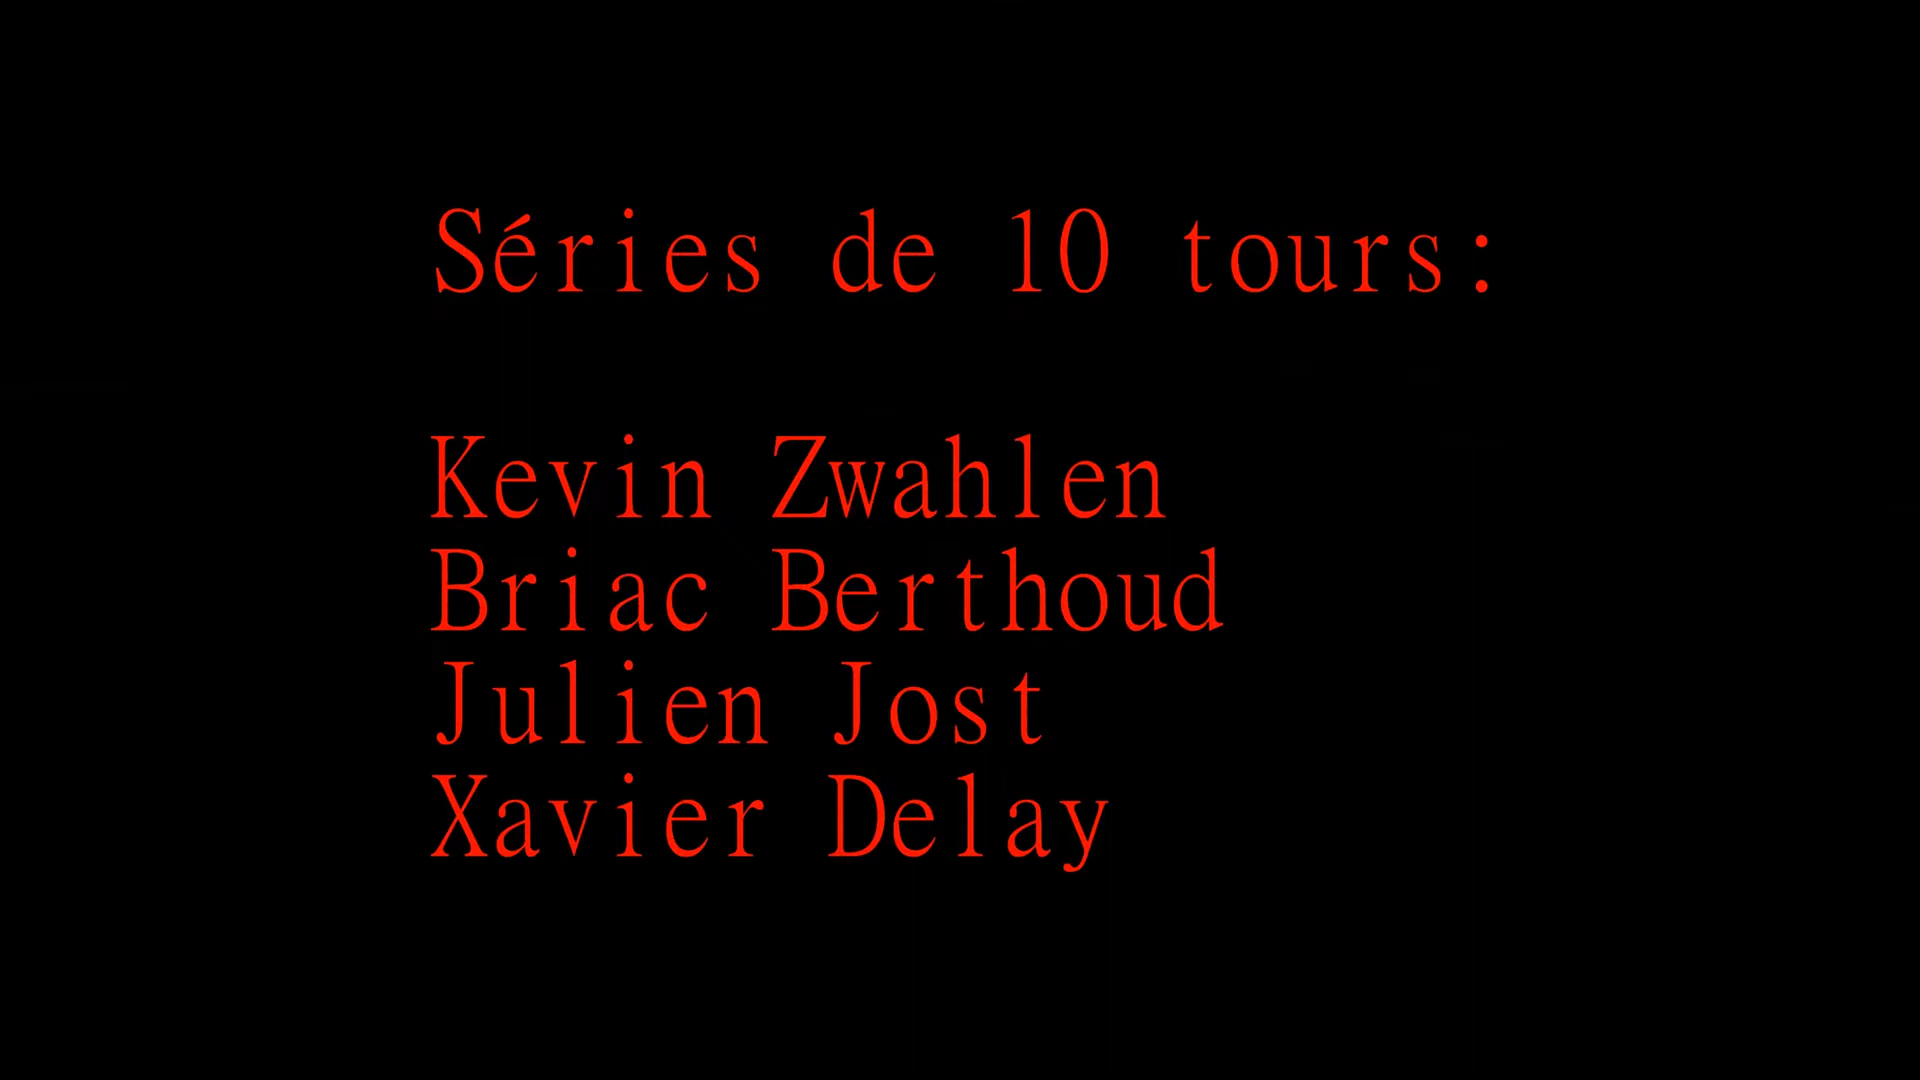 Séries de 10 tours:
Kevin Zwahlen
Briac Berthoud
Julien Jost
Xavier Delay